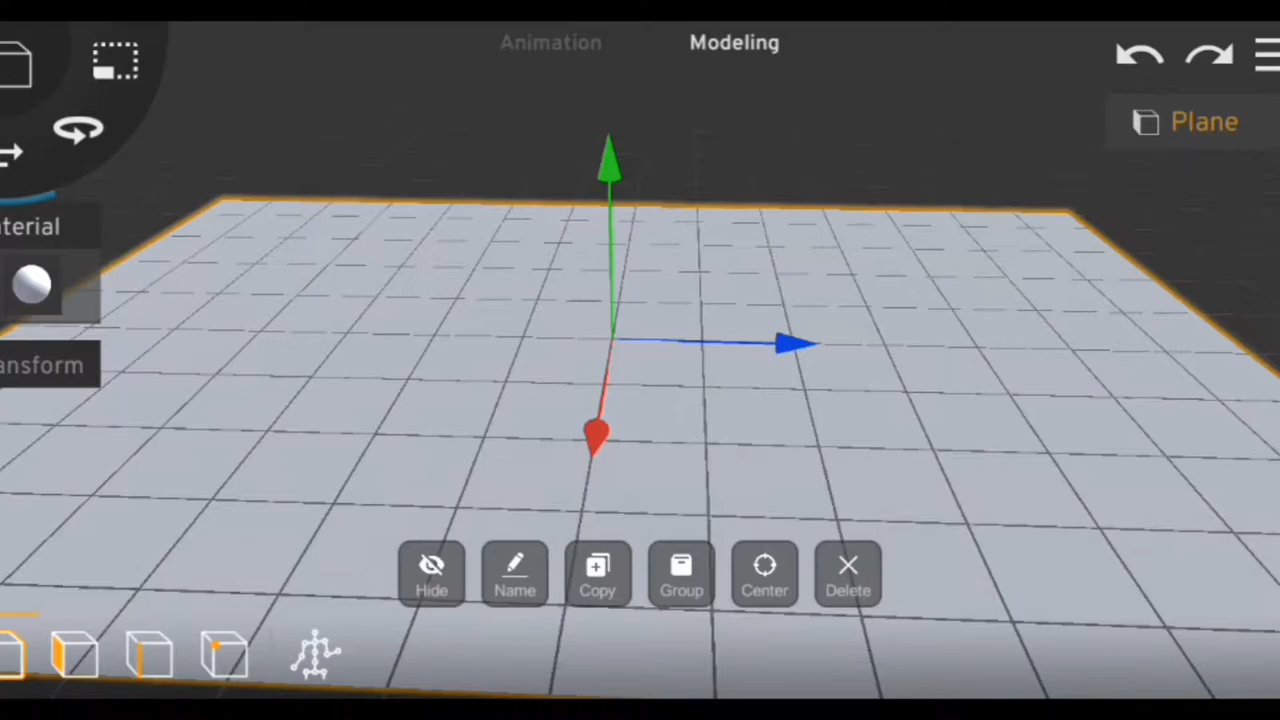 Animation Modeling
Plane
terial
ansform
Hide Name Copy Group Center Delete